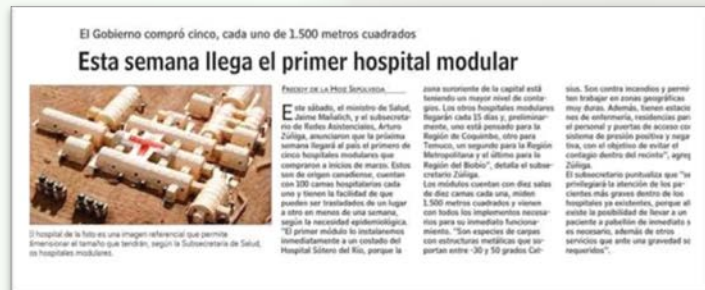 El Gobierno compró cinco, cada uno de 1.500 metros cuadrados
Esta semana llega el primer hospital modular
El hospital de la foto es una imagen referencial que permite
dimensionar el tamaño que tendrán, según la Subsecretaría de Salud,
los hospitales modulares.
FREDDY DE LA HOZ SEPÚLVEDA
Este sábado, el ministro de Salud,
Jaime Mañalich, y el subsecreta-
rio de Redes Asistenciales, Arturo
Zúñiga, anunciaron que la próxima
semana llegará al país el primero de
cinco hospitales modulares que
compraron a inicios de marzo. Estos
son de origen canadiense, cuentan
con 100 camas hospitalarias cada
uno y tienen la facilidad de que
pueden ser trasladados de un lugar
a otro en menos de una semana,
según la necesidad epidemiológica.
"El primer módulo lo instalaremos
inmediatamente a un costado del
Hospital Sótero del Río, porque la
zona suroriente de la capital está
teniendo un mayor nivel de conta-
gios. Los otros hospitales modulares
llegarán cada 15 días y, preliminar-
mente, uno está pensado para la
Región de Coquimbo, otro para
Temuco, un segundo para la Región
Metropolitana y el último para la
Región del Biobío", detalla el subse-
cretario Zúñiga.
Los módulos cuentan con diez salas
de diez camas cada una, miden
1.500 metros cuadrados y vienen
con todos los implementos necesa-
rios para su inmediato funciona-
miento. "Son especies de carpas
con estructuras metálicas que so-
portan entre -30 y 50 grados Cel-
sius. Son contra incendios y permi
ten trabajar en zonas geográficas
muy duras. Además, tienen estacio
nes de enfermería, residencias para
el personal y puertas de acceso con
sistema de presión positiva y nega
tiva, con el objetivo de evitar el
contagio dentro del recinto", agreg
Zúñiga.
El subsecretario puntualiza que "se
privilegiará la atención de los pa-
cientes más graves dentro de los
hospitales ya existentes, porque al
existe la posibilidad de llevar a un
paciente a pabellón de inmediato s
es necesario, además de otros
servicios que ante una gravedad so
requeridos".